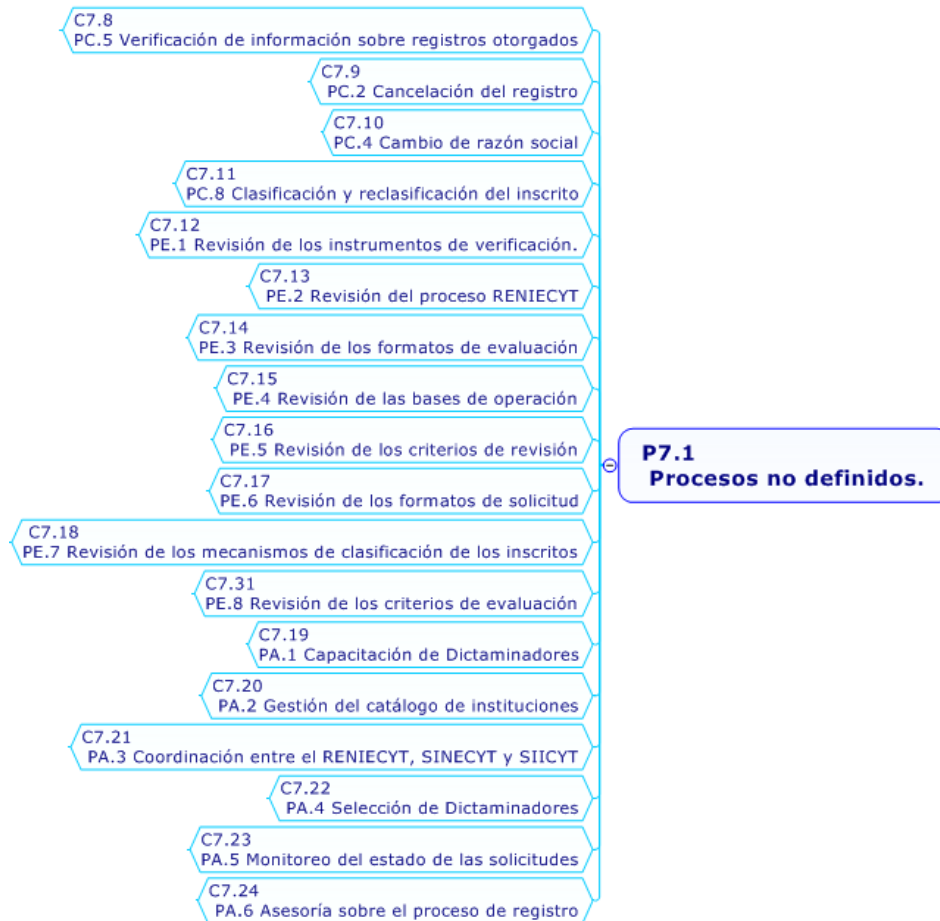 C7.8
PC.5 Verificación de información sobre registros otorgados
C7.9
PC.2 Cancelación del registro
C7.10
PC.4 Cambio de razón social
C7.11
PC.8 Clasificación y reclasificación del inscrito
C7.12
PE.1 Revisión de los instrumentos de verificación.
C7.13
PE.2 Revisión del proceso RENIECYT
C7.14
PE.3 Revisión de los formatos de evaluación
C7.15
PE.4 Revisión de las bases de operación
C7.16
PE.5 Revisión de los criterios de revisión
C7.17
PE.6 Revisión de los formatos de solicitud
C7.18
PE.7 Revisión de los mecanismos de clasificación de los inscritos
C7.31
PE.8 Revisión de los criterios de evaluación
C7.19
PA.1 Capacitación de Dictaminadores
C7.20
PA.2 Gestión del catálogo de instituciones
C7.21
PA.3 Coordinación entre el RENIECYT, SINECYT y SIICYT
C7.22
PA.4 Selección de Dictaminadores
C7.23
PA.5 Monitoreo del estado de las solicitudes
C7.24
PA.6 Asesoría sobre el proceso de registro
P7.1
Procesos no definidos.